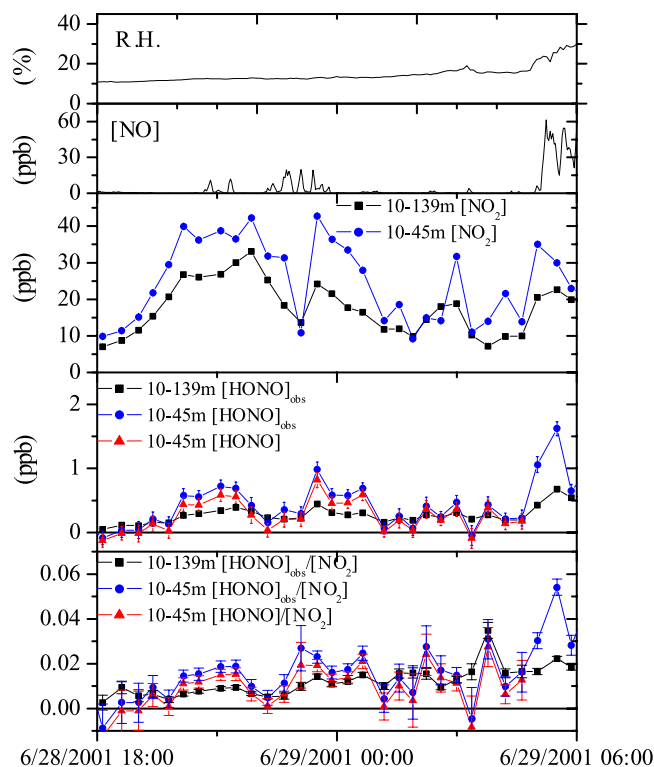 40
20
0
(%)
R.H.
60
30
0
(ppb)
[NO]
50
40
30
20
10
0
(ppb)
10-139m [NO₂]
10-45m [NO₂]
2
1
0
(ppb)
10-139m [HONO]obs
10-45m [HONO]obs
10-45m [HONO]
0.06
0.04
0.02
0.00
10-139m [HONO]obs/[NO₂]
10-45m [HONO]obs/[NO₂]
10-45m [HONO]/[NO₂]
6/28/2001 18:00 6/29/2001 00:00 6/29/2001 06:00